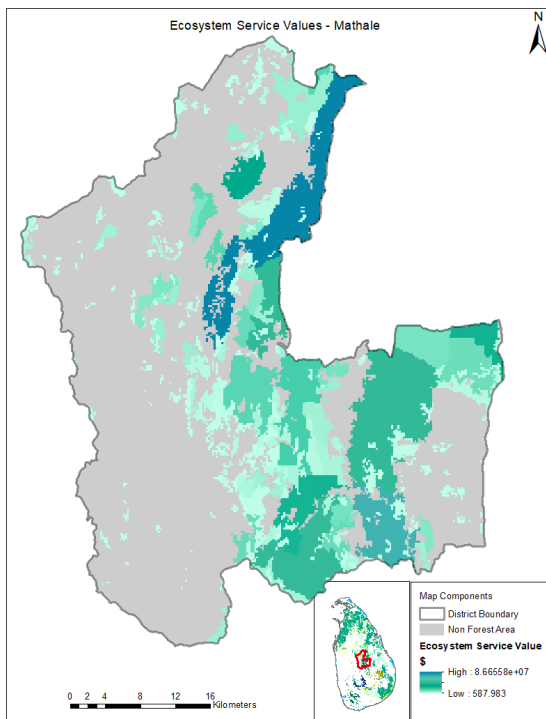 Ecosystem Service Values - Mathale
N
Map Components
District Boundary
Non Forest Area
Ecosystem Service Value
$
High : 8.66558e+07
Low : 587.983
0 2 4 8 12 16
Kilometers